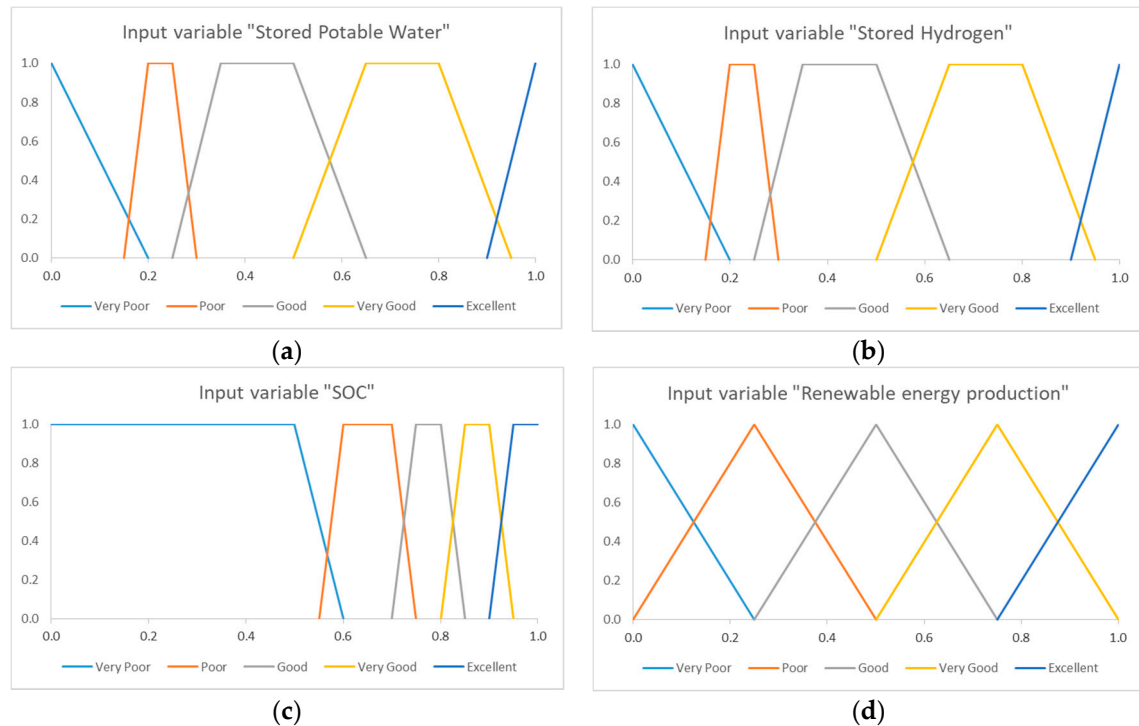 Input variable "Stored Potable Water"
1.0
0.8
0.6
0.4
0.2
0.0
0.0 0.2 0.4 0.6 0.8 1.0
Very Poor Poor Good Very Good Excellent
(a)
Input variable "Stored Hydrogen"
1.0
0.8
0.6
0.4
0.2
0.0
0.0 0.2 0.4 0.6 0.8 1.0
Very Poor Poor Good Very Good Excellent
(b)
Input variable "SOC"
1.0
0.8
0.6
0.4
0.2
0.0
0.0 0.2 0.4 0.6 0.8 1.0
Very Poor Poor Good Very Good Excellent
(c)
Input variable "Renewable energy production"
1.0
0.8
0.6
0.4
0.2
0.0
0.0 0.2 0.4 0.6 0.8 1.0
Very Poor Poor Good Very Good Excellent
(d)